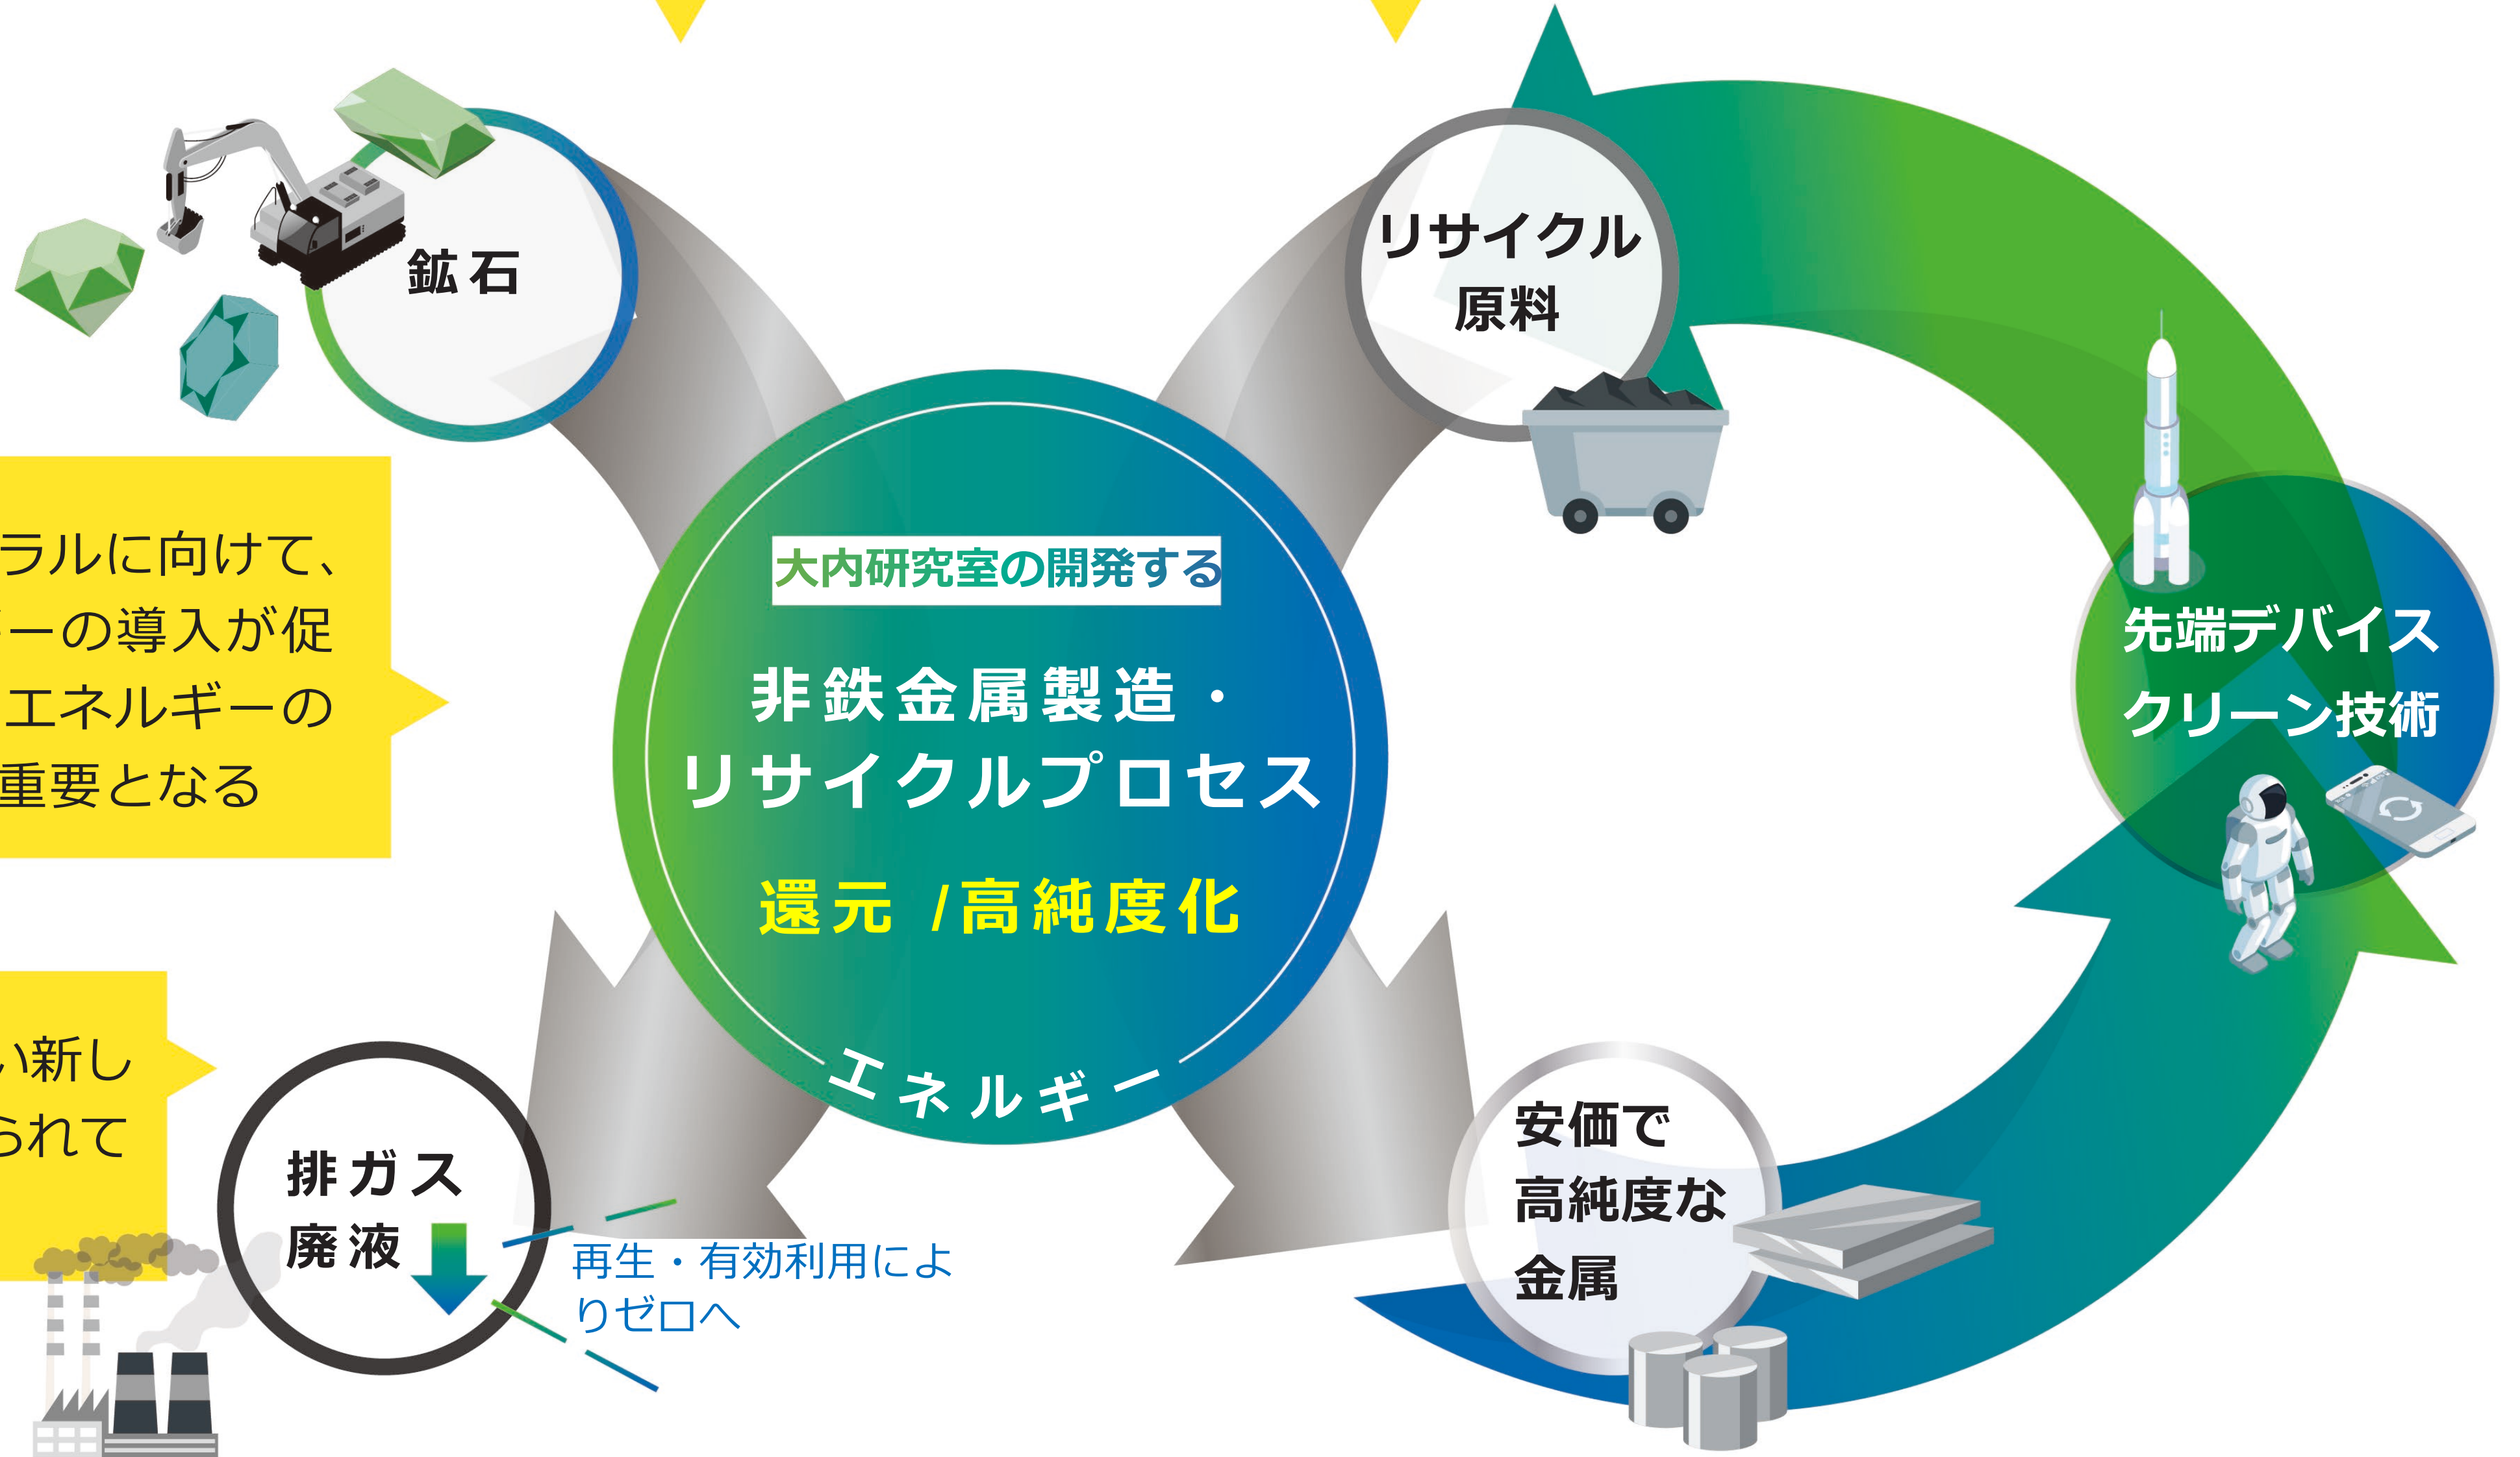 鉱石
リサイクル
原料
ラルに向けて、
ーの導入が促
エネルギーの
重要となる
大内研究室の開発する
非鉄金属製造・
リサイクルプロセス
還元 /高純度化
エネルギー
先端デバイス
クリーン技術
い新し
られて
排ガス
廃液
再生・有効利用によ
りゼロへ
安価で
高純度な
金属